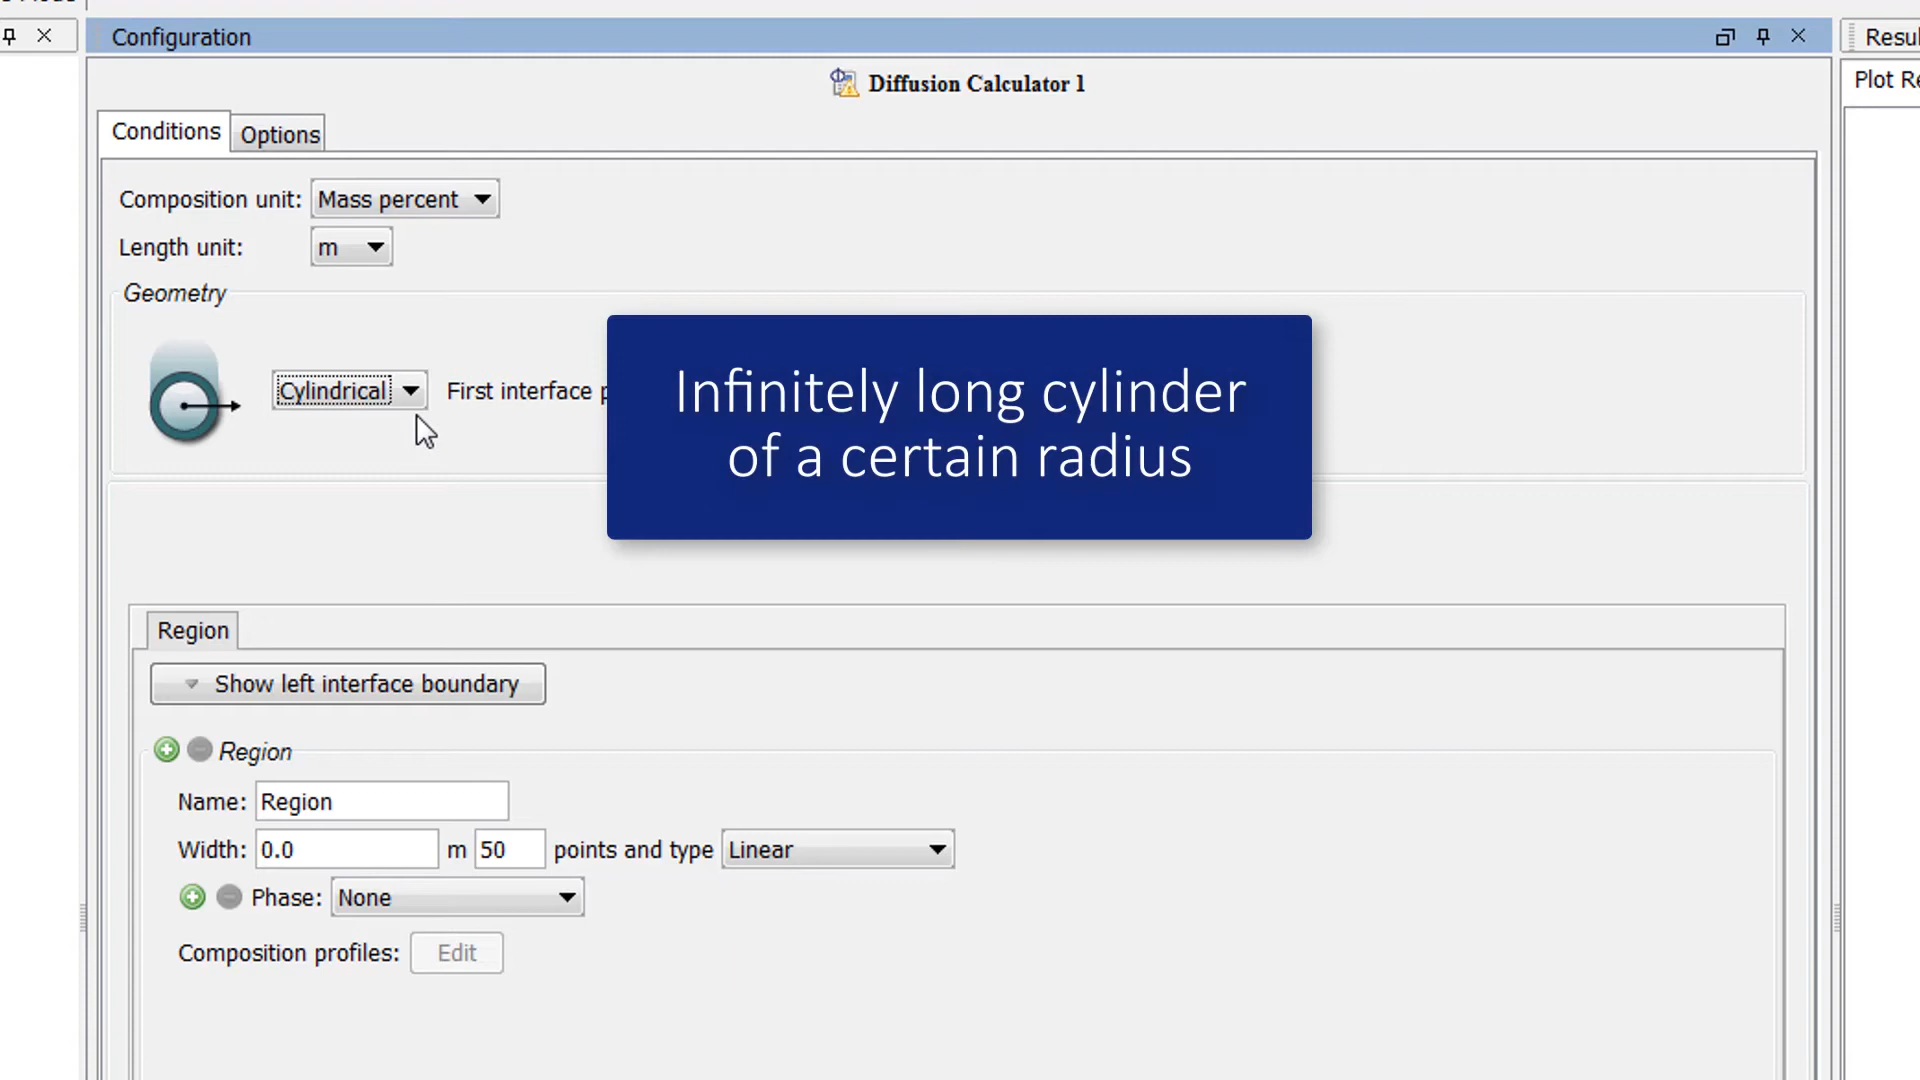 Configuration
Resul
Diffusion Calculator 1
Plot Re
Conditions
Options
Composition unit: Mass percent
Length unit: m
Geometry
Cylindrical First interface p
Infinitely long cylinder
of a certain radius
Region
Show left interface boundary
Region
Name: Region
Width: 0.0 m 50 points and type Linear
Phase: None
Composition profiles: Edit